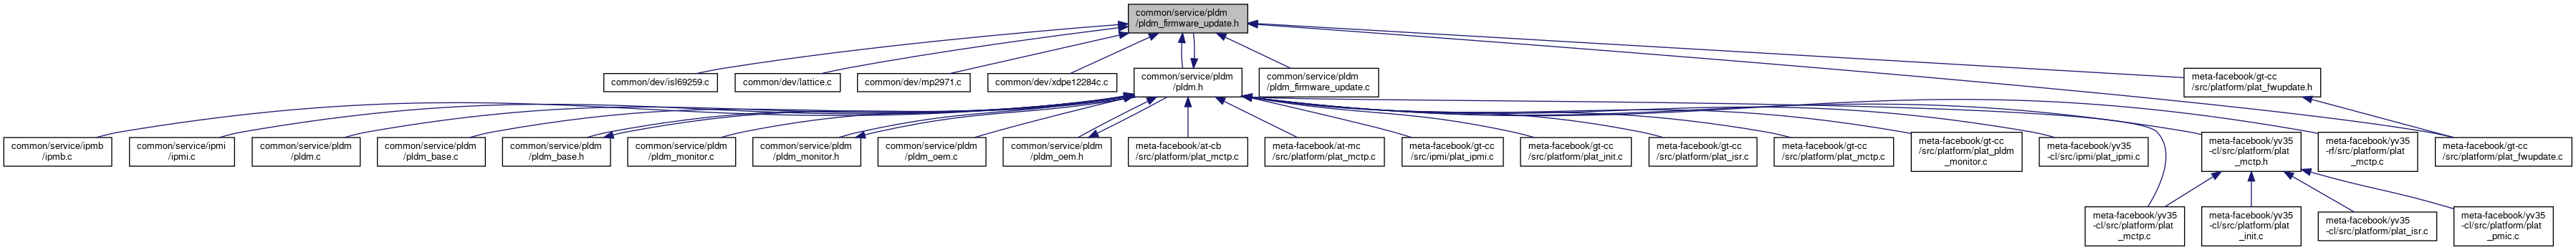 common/service/pldm
/pldm_firmware_update.h
common/dev/isl69259.c
common/dev/lattice.c
common/dev/mp2971.c
common/dev/xdpe12284c.c
common/service/pldm
/pldm.h
common/service/pldm
/pldm_firmware_update.c
meta-facebook/gt-cc
/src/platform/plat_fwupdate.h
common/service/ipmb
/ipmb.c
common/service/ipmi
/ipmi.c
common/service/pldm
/pldm.c
common/service/pldm
/pldm_base.c
common/service/pldm
/pldm_base.h
common/service/pldm
/pldm_monitor.c
common/service/pldm
/pldm_monitor.h
common/service/pldm
/pldm_oem.c
common/service/pldm
/pldm_oem.h
meta-facebook/at-cb
/src/platform/plat_mctp.c
meta-facebook/at-mc
/src/platform/plat_mctp.c
meta-facebook/gt-cc
/src/ipmi/plat_ipmi.c
meta-facebook/gt-cc
/src/platform/plat_init.c
meta-facebook/gt-cc
/src/platform/plat_isr.c
meta-facebook/gt-cc
/src/platform/plat_mctp.c
meta-facebook/gt-cc
/src/platform/plat_pldm
_monitor.c
meta-facebook/yv35
-cl/src/ipmi/plat_ipmi.c
meta-facebook/yv35
-cl/src/platform/plat
_mctp.h
meta-facebook/yv35
-rf/src/platform/plat
_mctp.c
meta-facebook/gt-cc
/src/platform/plat_fwupdate.c
meta-facebook/yv35
-cl/src/platform/plat
_mctp.c
meta-facebook/yv35
-cl/src/platform/plat
_init.c
meta-facebook/yv35
-cl/src/platform/plat_isr.c
meta-facebook/yv35
-cl/src/platform/plat
_pmic.c